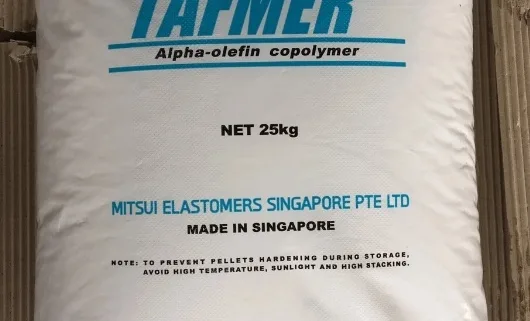 TAFMER
Alpha-olefin copolymer
NET 25kg
MITSUI ELASTOMERS SINGAPORE PTE LTD
MADE IN SINGAPORE
NOTE: TO PREVENT PELLETS HARDENING DURING STORAGE,
AVOID HIGH TEMPERATURE, SUNLIGHT AND HIGH STACKING.